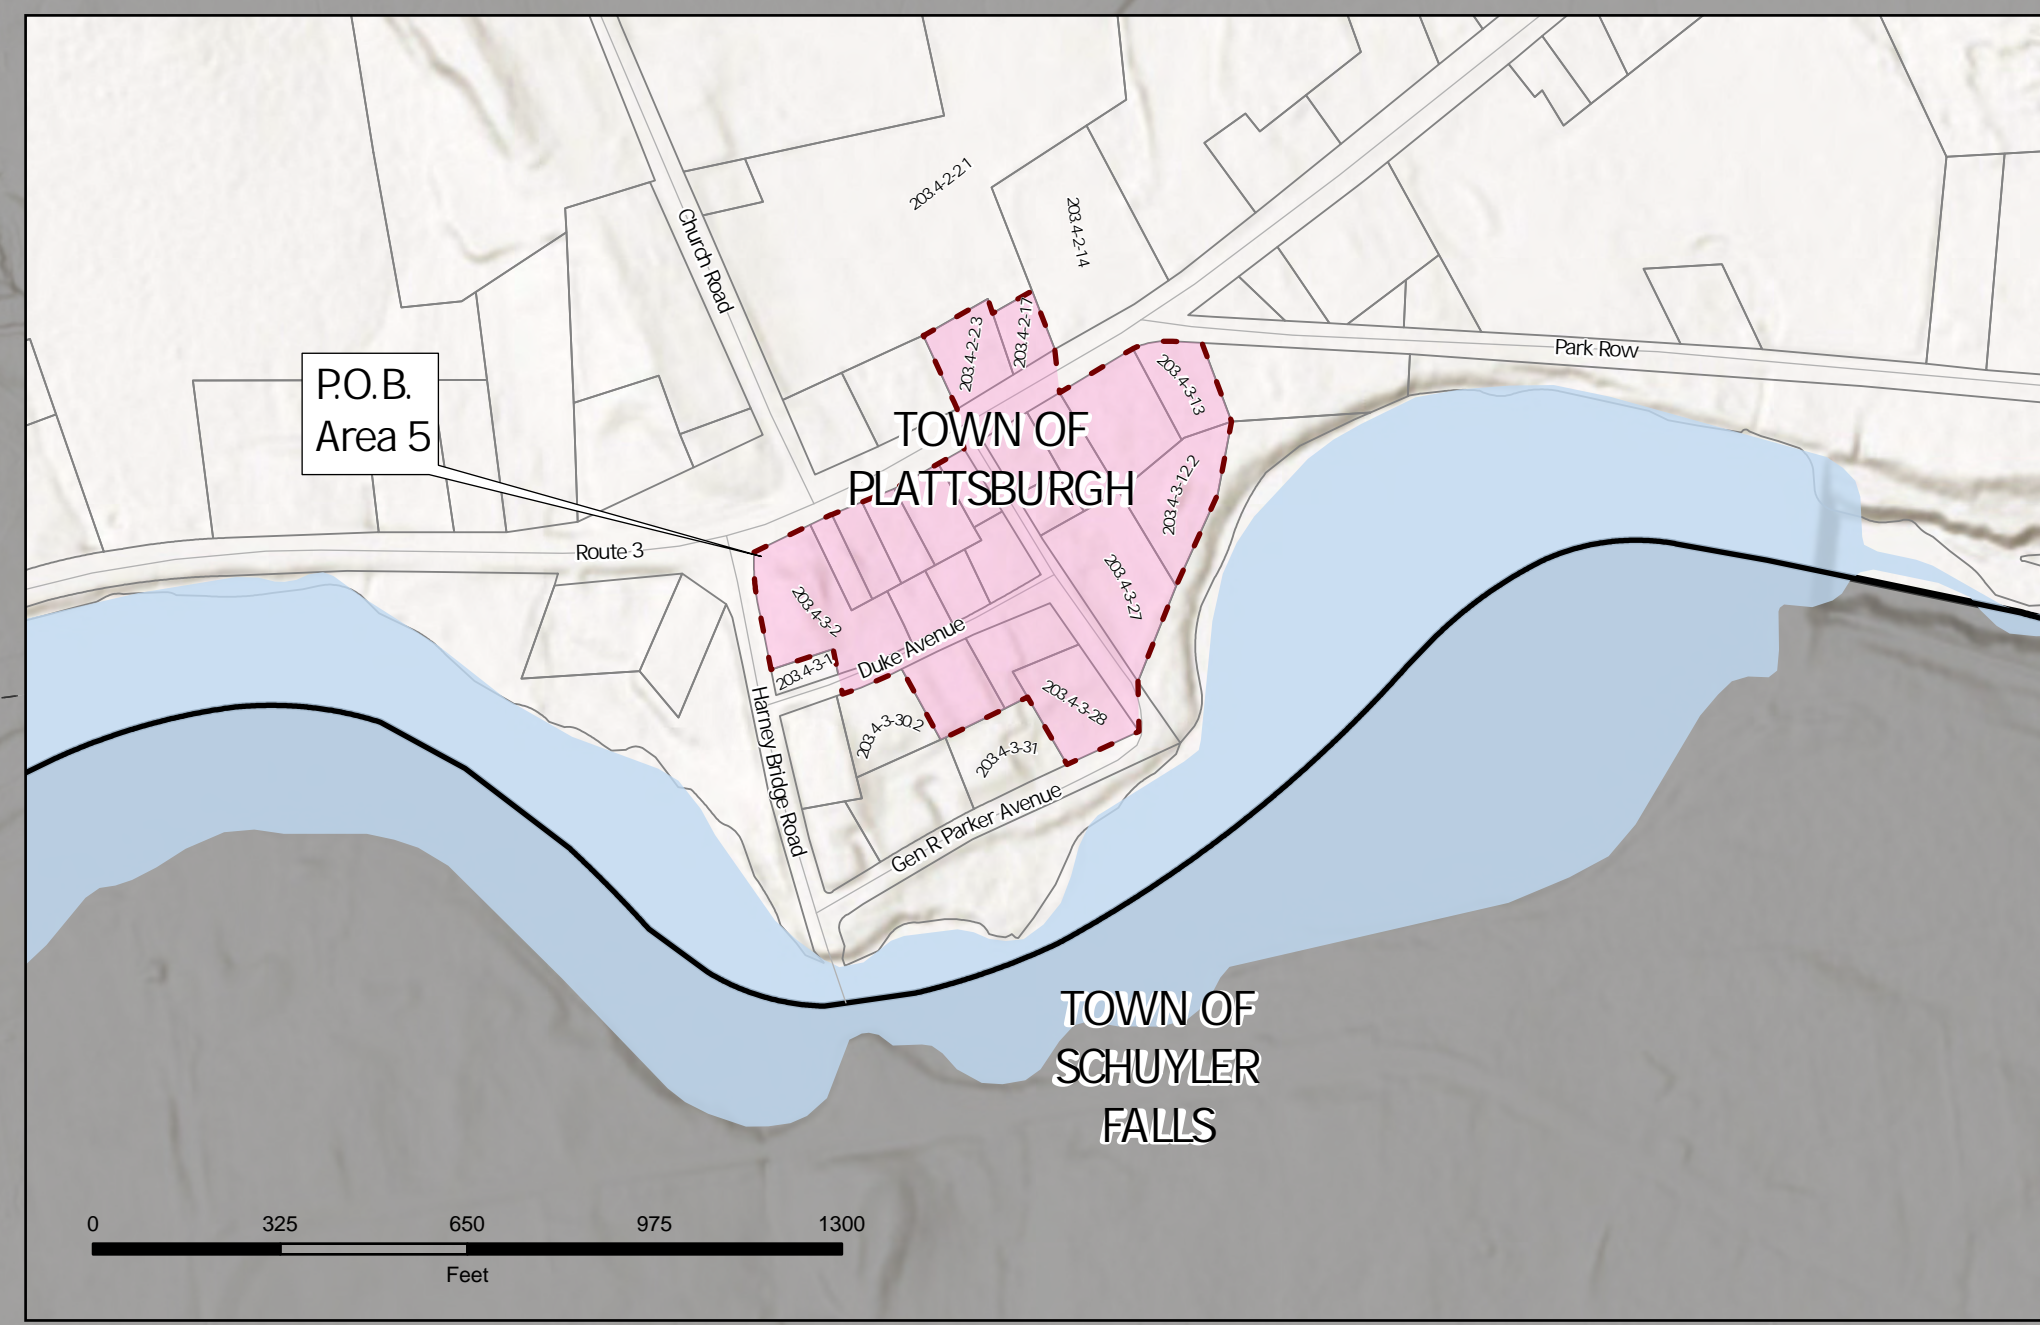 203.4-2-2.1
203.4-2-14
Church Road
203.4-2-2.3
203.4-2-17
Park Row
P.O.B.
Area 5
203.4-3-13
TOWN OF
PLATTSBURGH
203.4-3-12.2
Route 3
203.4-3-2
203.4-3-27
Duke Avenue
203.4-3-1
203.4-3-28
203.4-3-30.2
203.4-3-31
Harney Bridge Road
Gen R Parker Avenue
TOWN OF
SCHUYLER
FALLS
0 325 650 975 1300
Feet